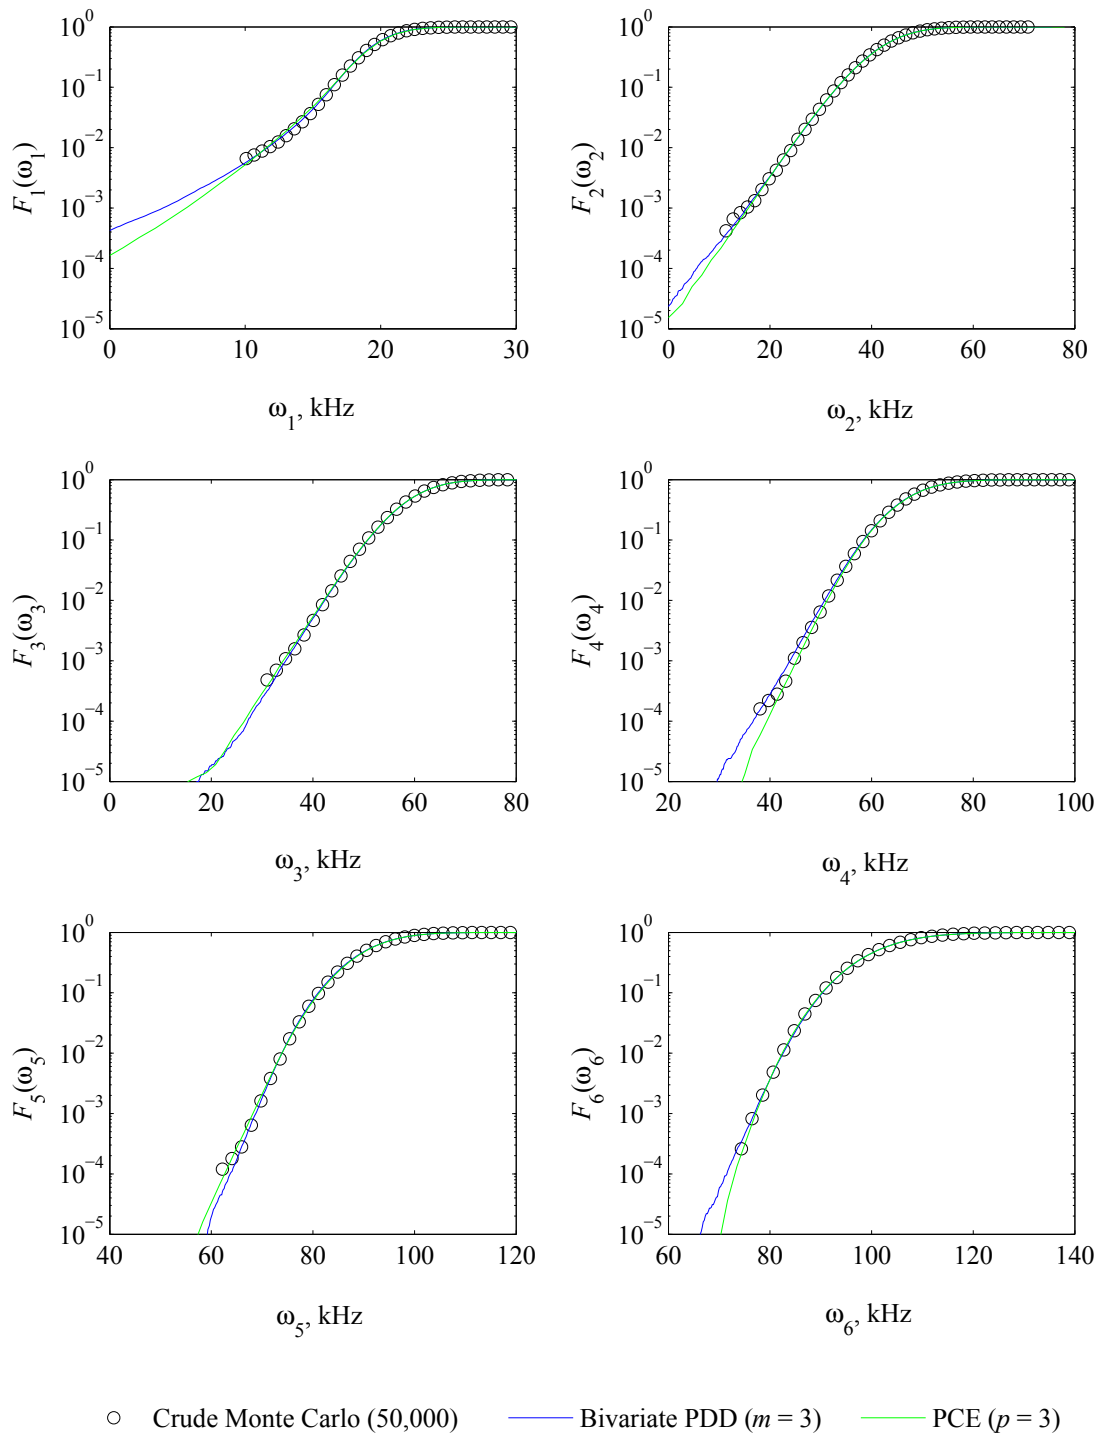 10^0 10^−1 10^−2 10^−3 10^−4 10^−5
F_1(ω_1)
0 10 20 30
ω_1, kHz
10^0 10^−1 10^−2 10^−3 10^−4 10^−5
F_2(ω_2)
0 20 40 60 80
ω_2, kHz
10^0 10^−1 10^−2 10^−3 10^−4 10^−5
F_3(ω_3)
0 20 40 60 80
ω_3, kHz
10^0 10^−1 10^−2 10^−3 10^−4 10^−5
F_4(ω_4)
20 40 60 80 100
ω_4, kHz
10^0 10^−1 10^−2 10^−3 10^−4 10^−5
F_5(ω_5)
40 60 80 100 120
ω_5, kHz
10^0 10^−1 10^−2 10^−3 10^−4 10^−5
F_6(ω_6)
60 80 100 120 140
ω_6, kHz
Crude Monte Carlo (50,000) Bivariate PDD (m = 3) PCE (p = 3)